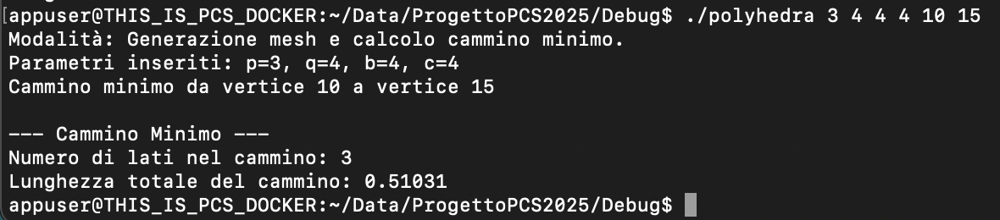 [appuser@THIS_IS_PCS_DOCKER:~/Data/ProgettoPCS2025/Debug$ ./polyhedra 3 4 4 4 10 15
Modalità: Generazione mesh e calcolo cammino minimo.
Parametri inseriti: p=3, q=4, b=4, c=4
Cammino minimo da vertice 10 a vertice 15
--- Cammino Minimo ---
Numero di lati nel cammino: 3
Lunghezza totale del cammino: 0.51031
appuser@THIS_IS_PCS_DOCKER:~/Data/ProgettoPCS2025/Debug$